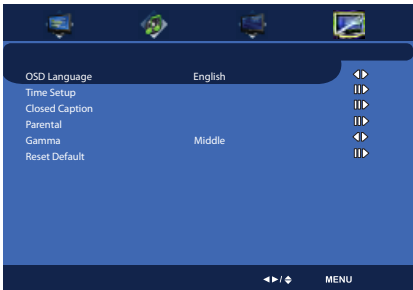 OSD Language English
Time Setup
Closed Caption
Parental
Gamma Middle
Reset Default
/ MENU